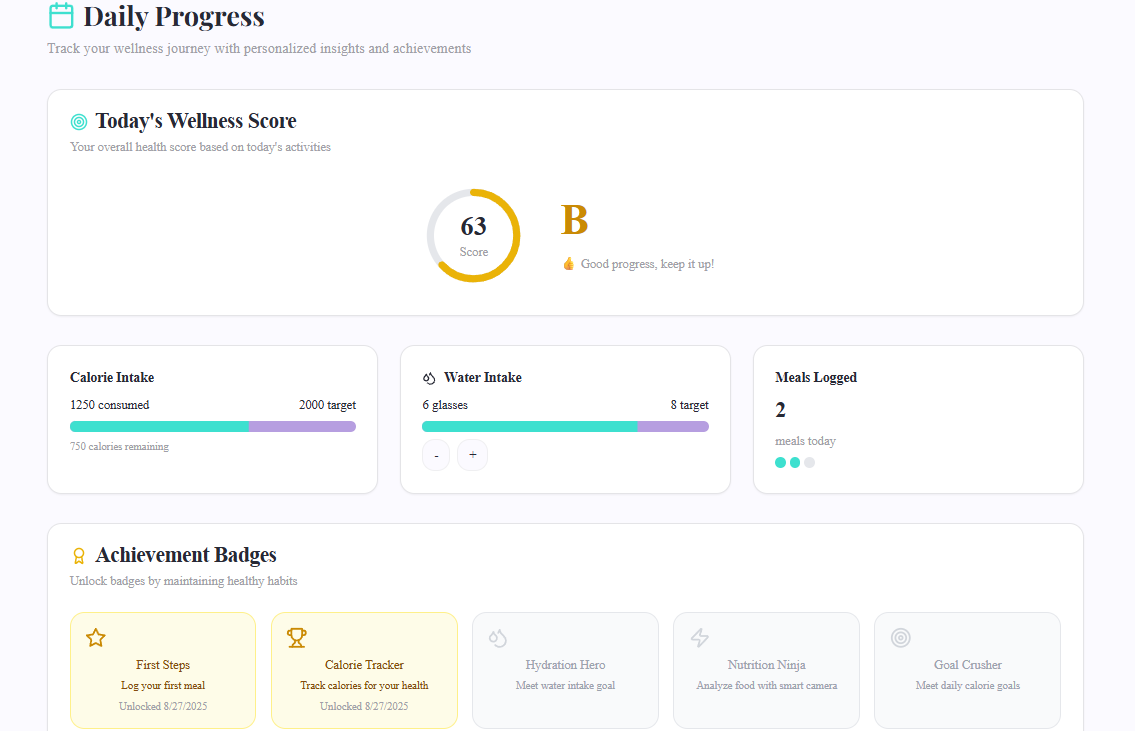 Daily Progress
Track your wellness journey with personalized insights and achievements
Today's Wellness Score
Your overall health score based on today's activities
63
Score
B
👍 Good progress, keep it up!
Calorie Intake
1250 consumed 2000 target
750 calories remaining
Water Intake
6 glasses 8 target
- +
Meals Logged
2
meals today
Achievement Badges
Unlock badges by maintaining healthy habits
First Steps
Log your first meal
Unlocked 8/27/2025
Calorie Tracker
Track calories for your health
Unlocked 8/27/2025
Hydration Hero
Meet water intake goal
Nutrition Ninja
Analyze food with smart camera
Goal Crusher
Meet daily calorie goals